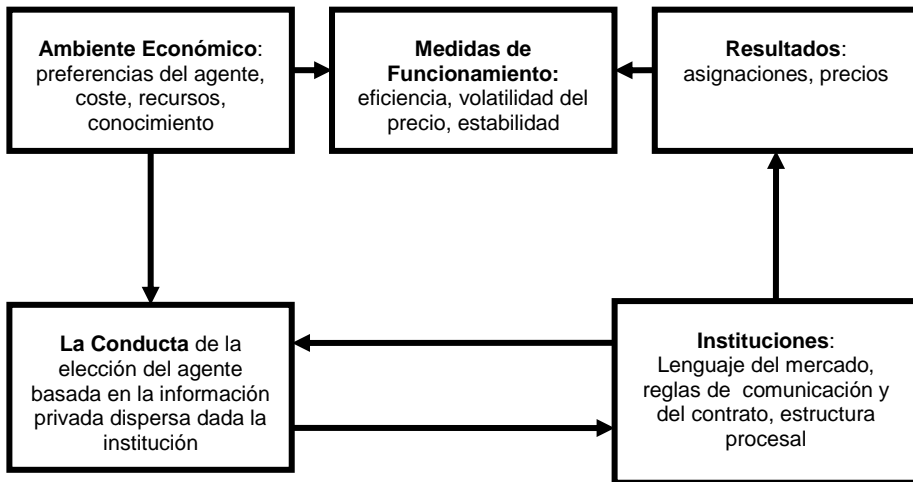 Ambiente Económico:
preferencias del agente,
coste, recursos,
conocimiento
Medidas de
Funcionamiento:
eficiencia, volatilidad del
precio, estabilidad
Resultados:
asignaciones, precios
La Conducta de la
elección del agente
basada en la información
privada dispersa dada la
institución
Instituciones:
Lenguaje del mercado,
reglas de comunicación y
del contrato, estructura
procesal